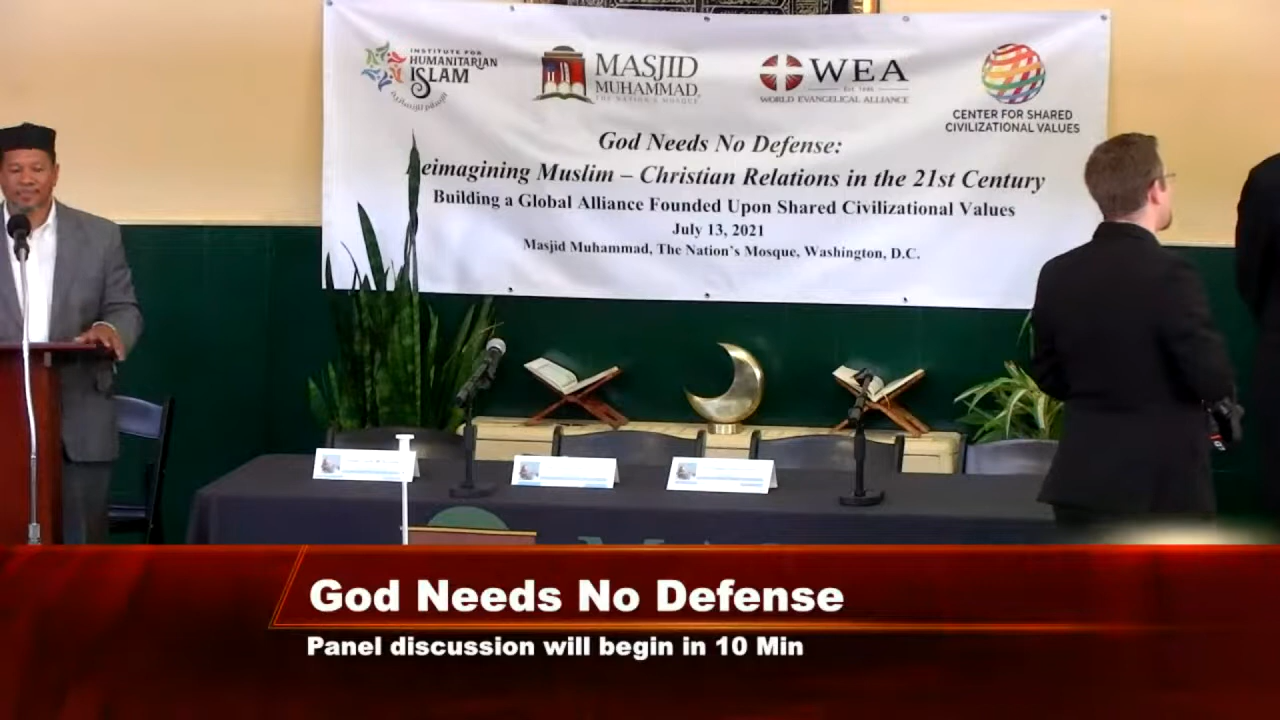 INSTITUTE FOR
HUMANITARIAN
ISLAM
MASJID
MUHAMMAD
THE NATION'S MOSQUE
WEA
Est. 1846
WORLD EVANGELICAL ALLIANCE
CENTER FOR SHARED
CIVILIZATIONAL VALUES
God Needs No Defense:
eimagining Muslim – Christian Relations in the 21st Century
Building a Global Alliance Founded Upon Shared Civilizational Values
July 13, 2021
Masjid Muhammad, The Nation's Mosque, Washington, D.C.
God Needs No Defense
Panel discussion will begin in 10 Min